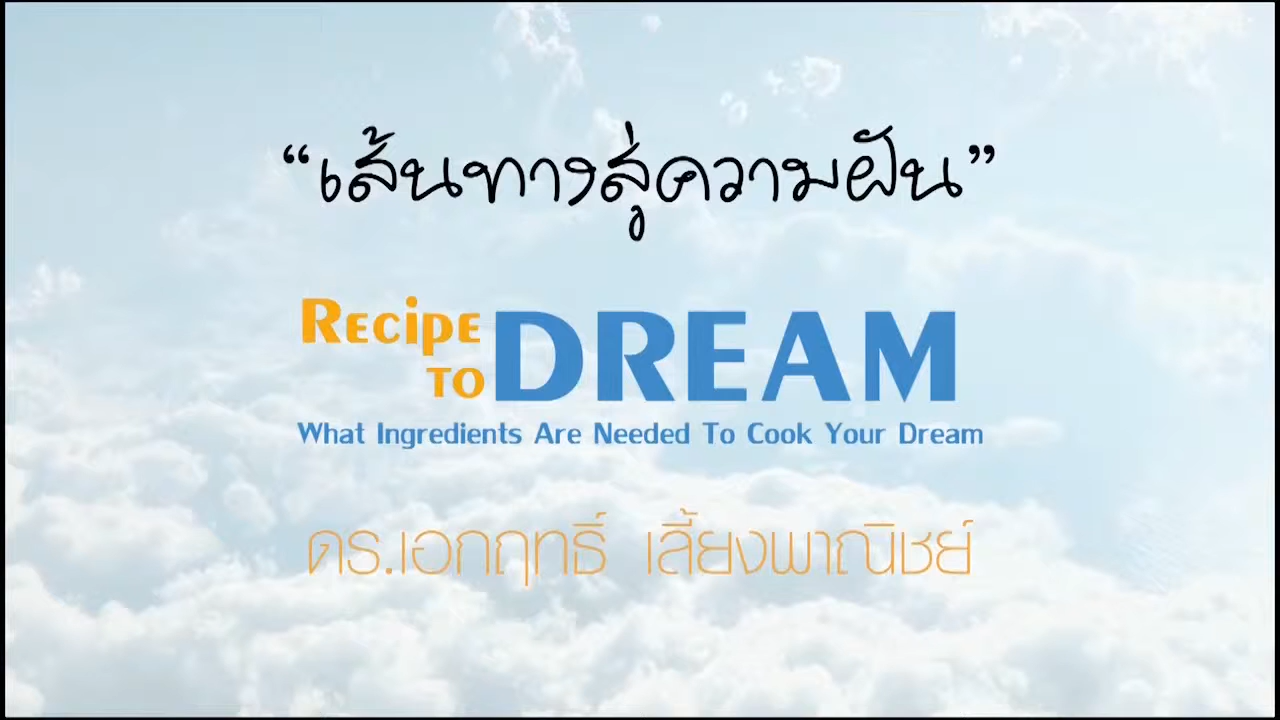 “เส้นทางสู่ความฝัน”
RECiPE TO DREAM
What Ingredients Are Needed To Cook Your Dream
ดร.เอกฤทธิ์ เลี้ยงพาณิชย์